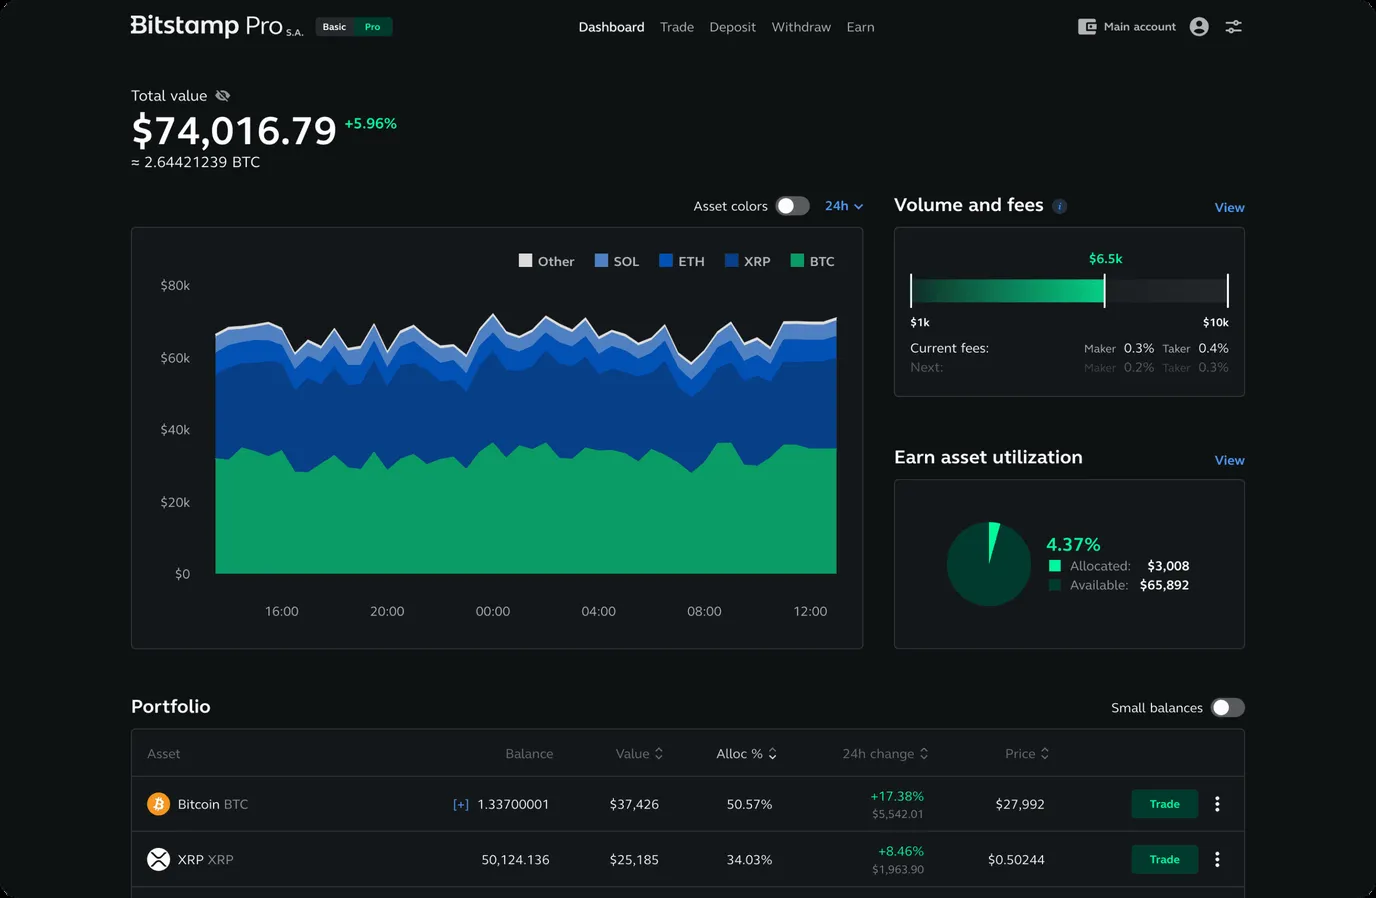 Bitstamp Pro S.A. Basic Pro Dashboard Trade Deposit Withdraw Earn Main account
Total value
$74,016.79 +5.96%
≈ 2.64421239 BTC
Asset colors 24h
Other SOL ETH XRP BTC
$80k
$60k
$40k
$20k
$0
16:00 20:00 00:00 04:00 08:00 12:00
Volume and fees i View
$6.5k
$1k $10k
Current fees: Maker 0.3% Taker 0.4%
Next: Maker 0.2% Taker 0.3%
Earn asset utilization View
4.37%
Allocated: $3,008
Available: $65,892
Portfolio Small balances
Asset Balance Value Alloc % 24h change Price
Bitcoin BTC [+] 1.33700001 $37,426 50.57% +17.38% $27,992 Trade
$5,542.01
XRP XRP 50,124.136 $25,185 34.03% +8.46% $0.50244 Trade
$1,963.90